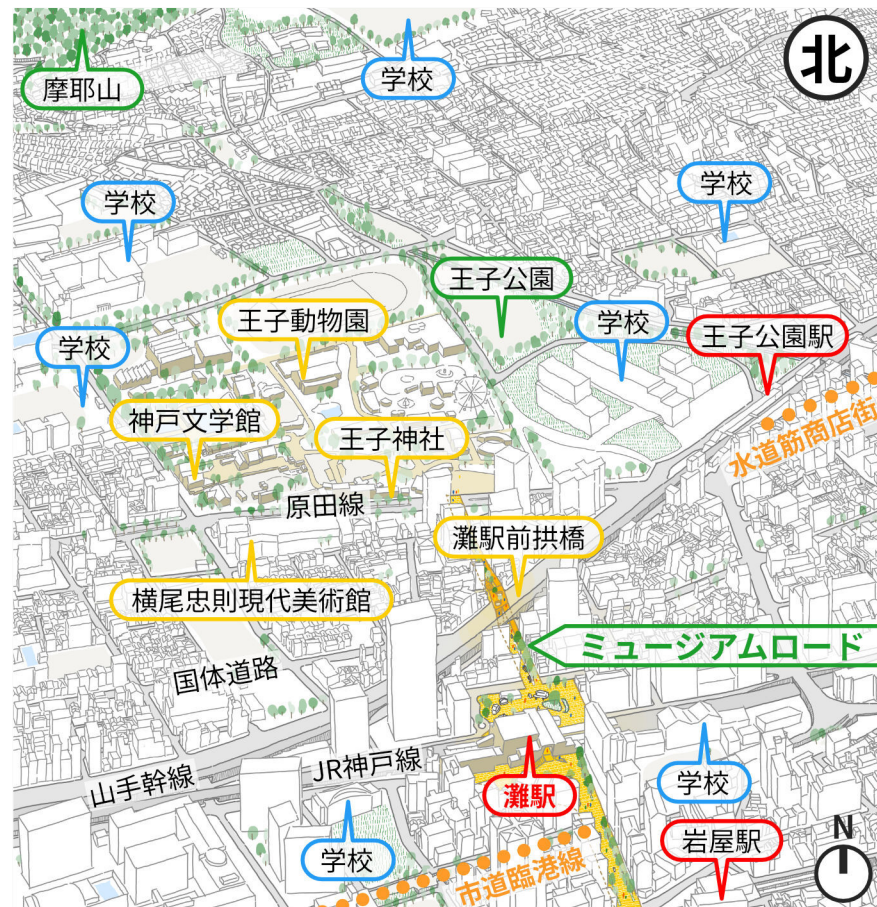 北
摩耶山
学校
学校
学校
王子公園
王子動物園
学校
王子公園駅
学校
神戸文学館
王子神社
水道筋商店街
原田線
灘駅前拱橋
横尾忠則現代美術館
ミュージアムロード
国体道路
JR神戸線
山手幹線
灘駅
学校
岩屋駅
N
学校
市道臨港線